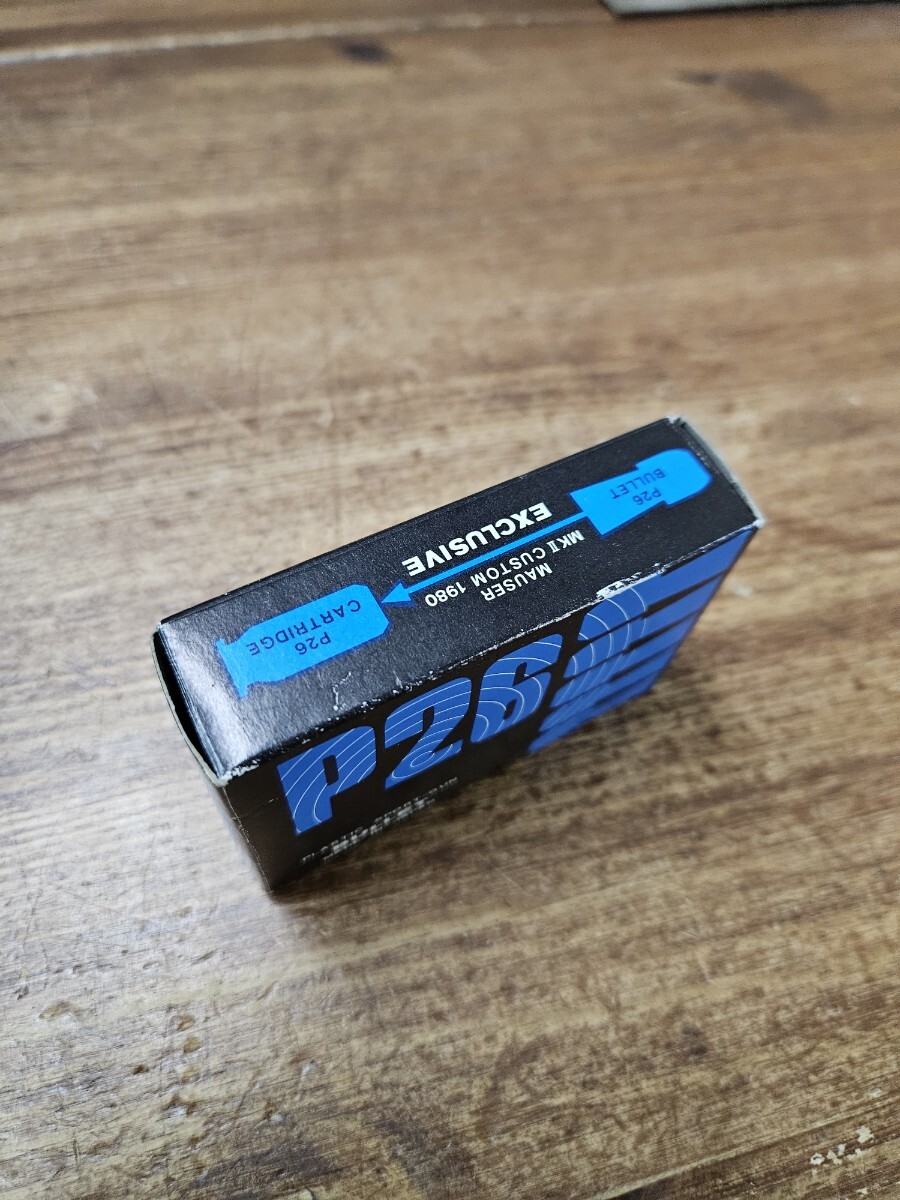 P26
BULLET
MAUSER
MKⅡ CUSTOM 1980
EXCLUSIVE
P26
CARTRIDGE
P26